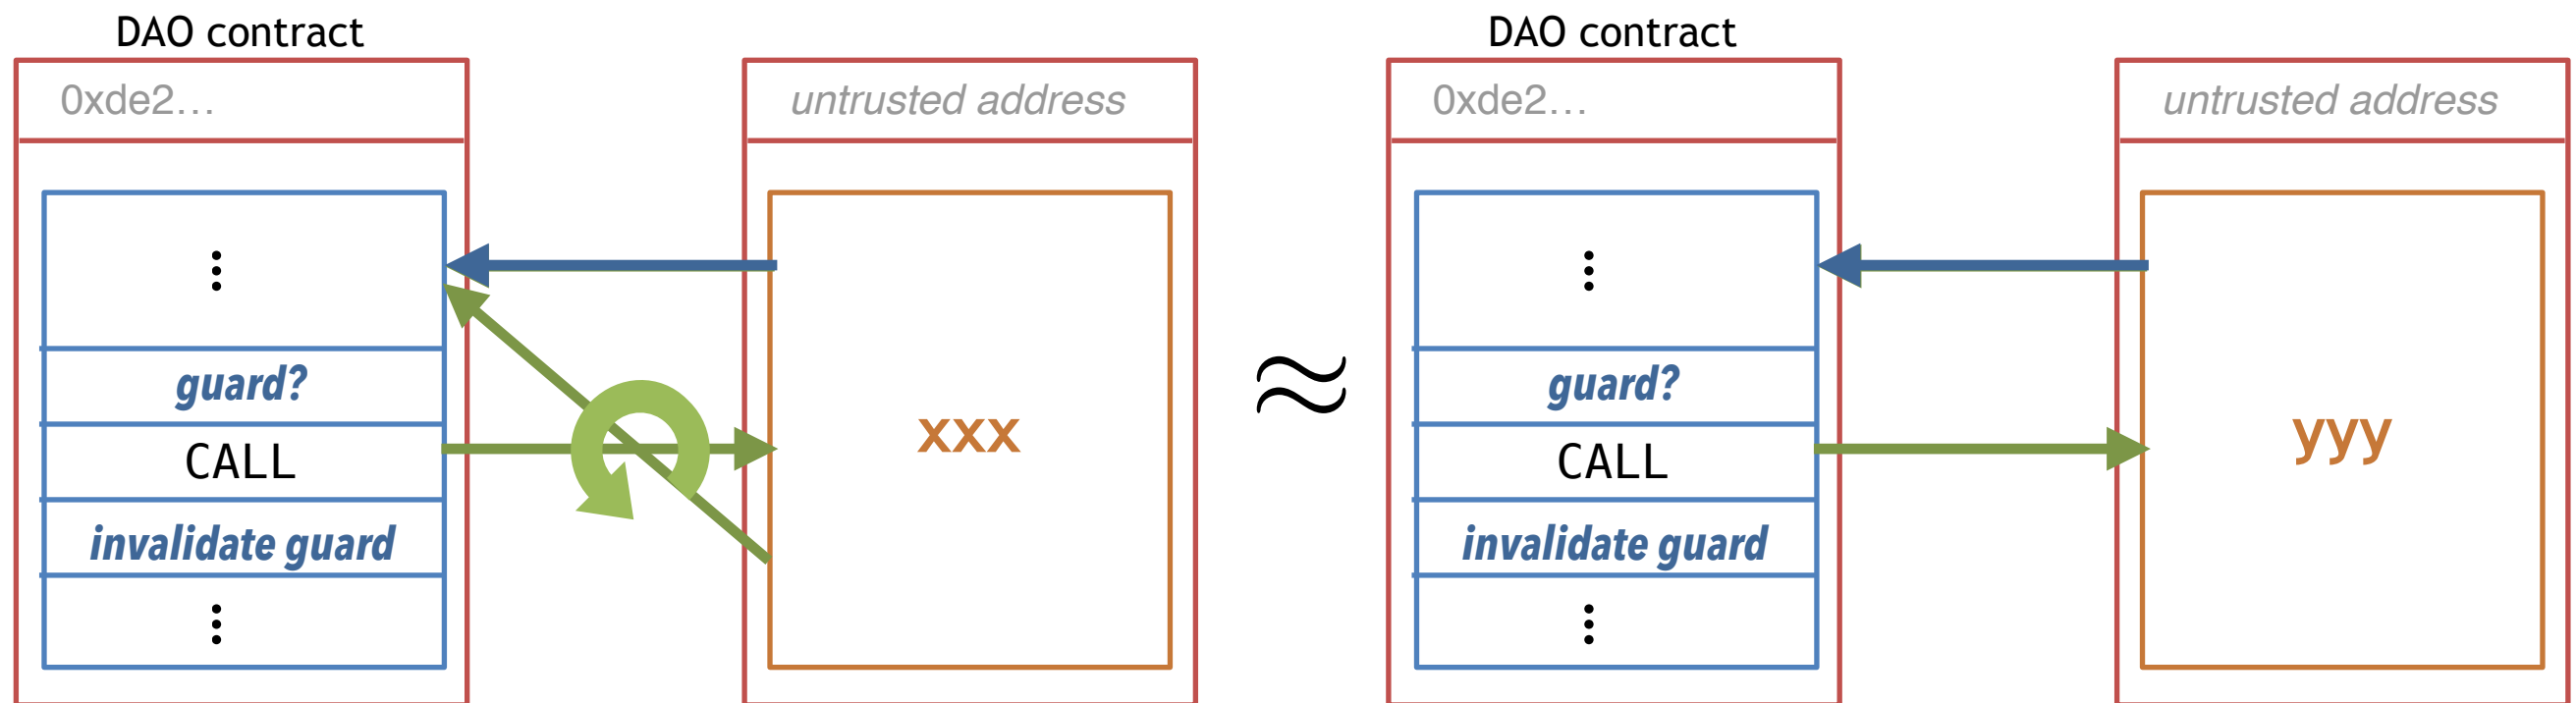 DAO contract
0xde2…
untrusted address
guard?
CALL
invalidate guard
xxx
≈
DAO contract
0xde2…
untrusted address
guard?
CALL
invalidate guard
yyy